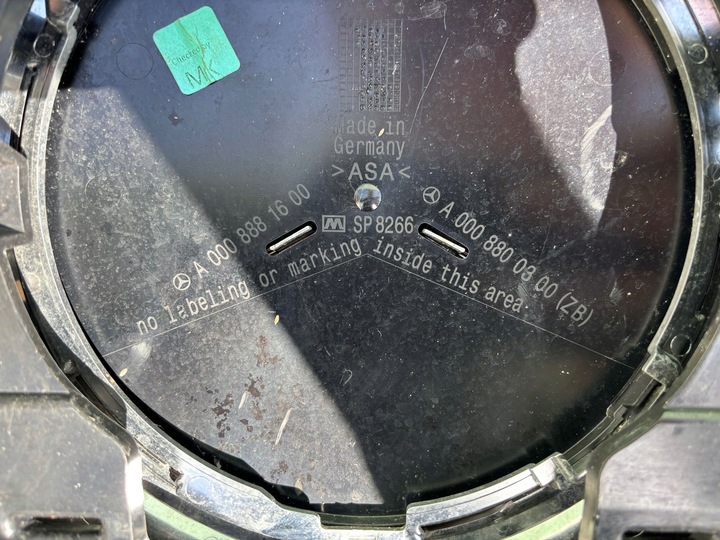 Checked by
MK
Made in
Germany
>ASA<
A 000 888 16 00
M SP 8266
A 000 880 03 00 (ZB)
no labeling or marking inside this area